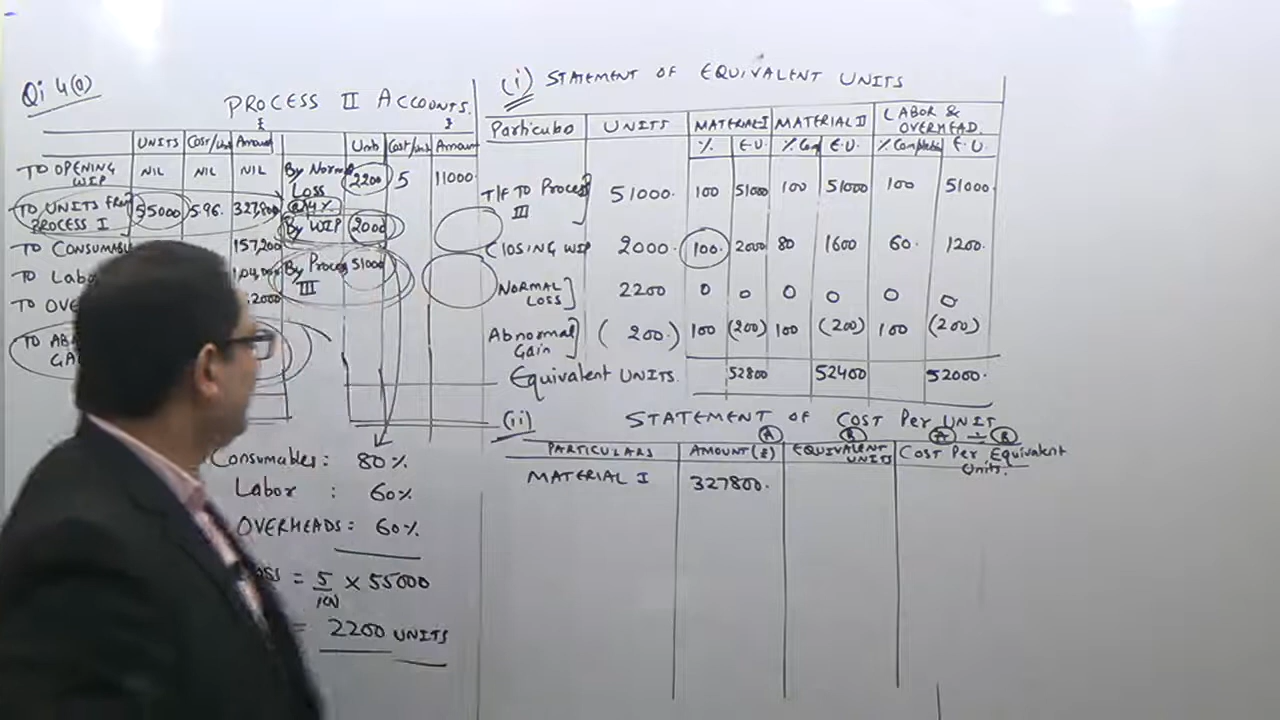 Qi 4(a)
PROCESS II ACCOUNTS.
£ £
UNITS Cost/Unit Amount Units Cost/Unit Amount
TO OPENING WIP NIL NIL NIL By Normal Loss @4% 2200 5 11000
TO UNITS from PROCESS I 55000 5.96 327,800 By WIP 2000
TO CONSUMABL 157,200 By Process III 51000
TO Labo 1,04,000
TO OVE 2000
TO AB GA
Consumables: 80%
Labor : 60%
OVERHEADS = 60%
= 5/100 × 55000
= 2200 UNITS
(i) STATEMENT OF EQUIVALENT UNITS
Particulars UNITS MATERIAL I MATERIAL II LABOR & OVERHEAD.
% E.U. % Com E.U. % Complete E.U.
T/F TO Process III 51000 100 51000 100 51000 100 51000
Closing WIP 2000 100 2000 80 1600 60 1200
NORMAL LOSS 2200 0 0 0 0 0 0
Abnormal Gain (200) 100 (200) 100 (200) 100 (200)
Equivalent UNITS. 52800 52400 52000
(ii) STATEMENT OF COST Per UNIT
A B A ÷ B
PARTICULARS AMOUNT(£) EQUIVALENT UNITS Cost Per Equivalent Units.
MATERIAL I 327800